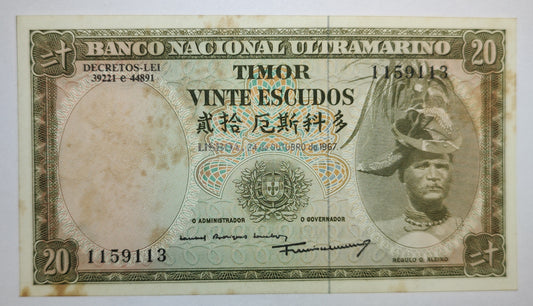 BANCO NACIONAL ULTRAMARINO
二十
20
DECRETOS-LEI
39221 e 44891
TIMOR
1159113
VINTE ESCUDOS
貳拾厄斯科多
LISBOA, 24 de OUTUBRO de 1967
O ADMINISTRADOR
O GOVERNADOR
20
1159113
RÉGULO D. ALEIXO
二十